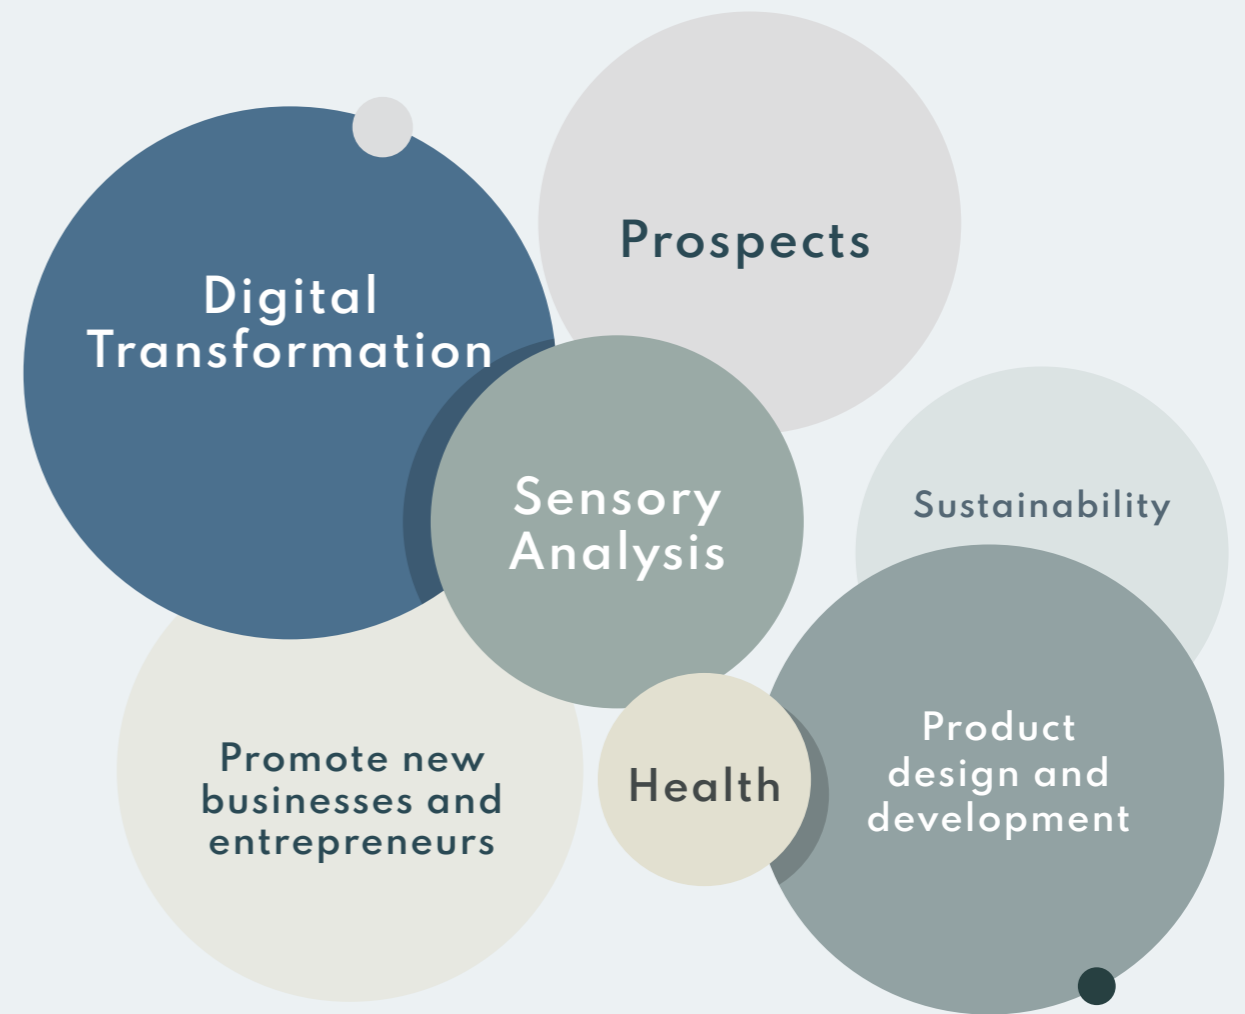 Prospects
Digital
Transformation
Sensory
Analysis
Sustainability
Promote new
businesses and
entrepreneurs
Health
Product
design and
development